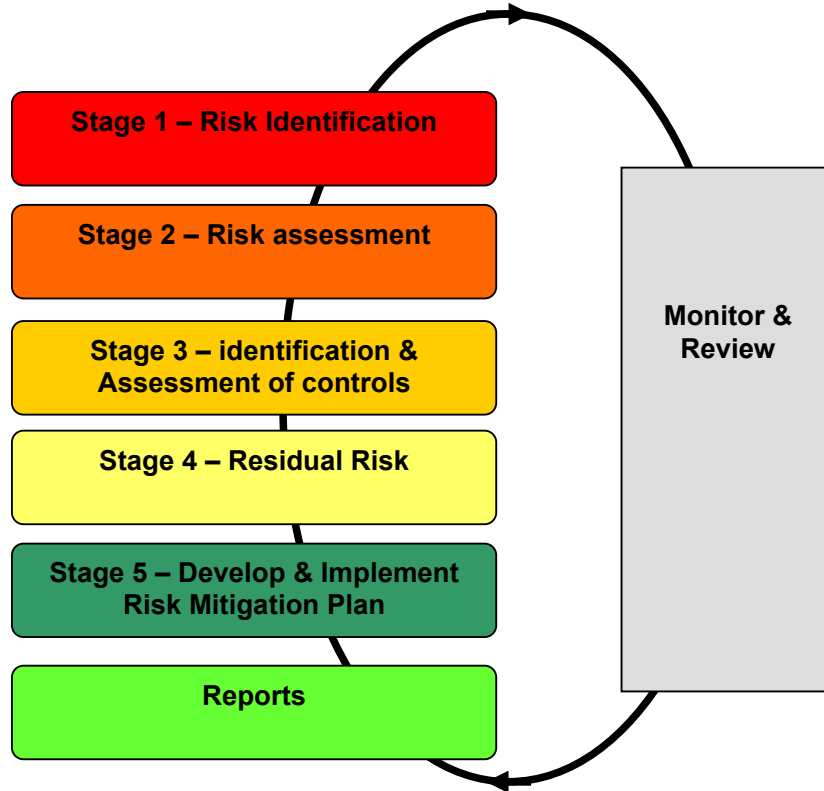 Stage 1 – Risk Identification
Stage 2 – Risk assessment
Stage 3 – identification &
Assessment of controls
Stage 4 – Residual Risk
Stage 5 – Develop & Implement
Risk Mitigation Plan
Reports
Monitor &
Review